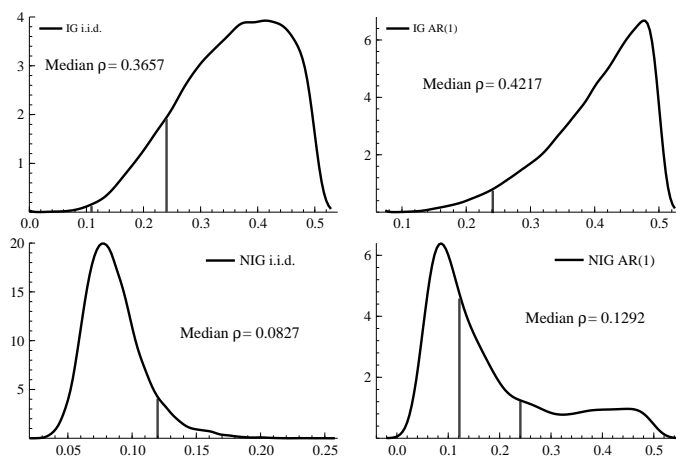 4
IG i.i.d.
Median ρ= 0.3657
3
2
1
0.0 0.1 0.2 0.3 0.4 0.5
IG AR(1)
6
Median ρ= 0.4217
4
2
0.1 0.2 0.3 0.4 0.5
20
NIG i.i.d.
15
Median ρ= 0.0827
10
5
0.05 0.10 0.15 0.20 0.25
6
NIG AR(1)
Median ρ= 0.1292
4
2
0.0 0.1 0.2 0.3 0.4 0.5